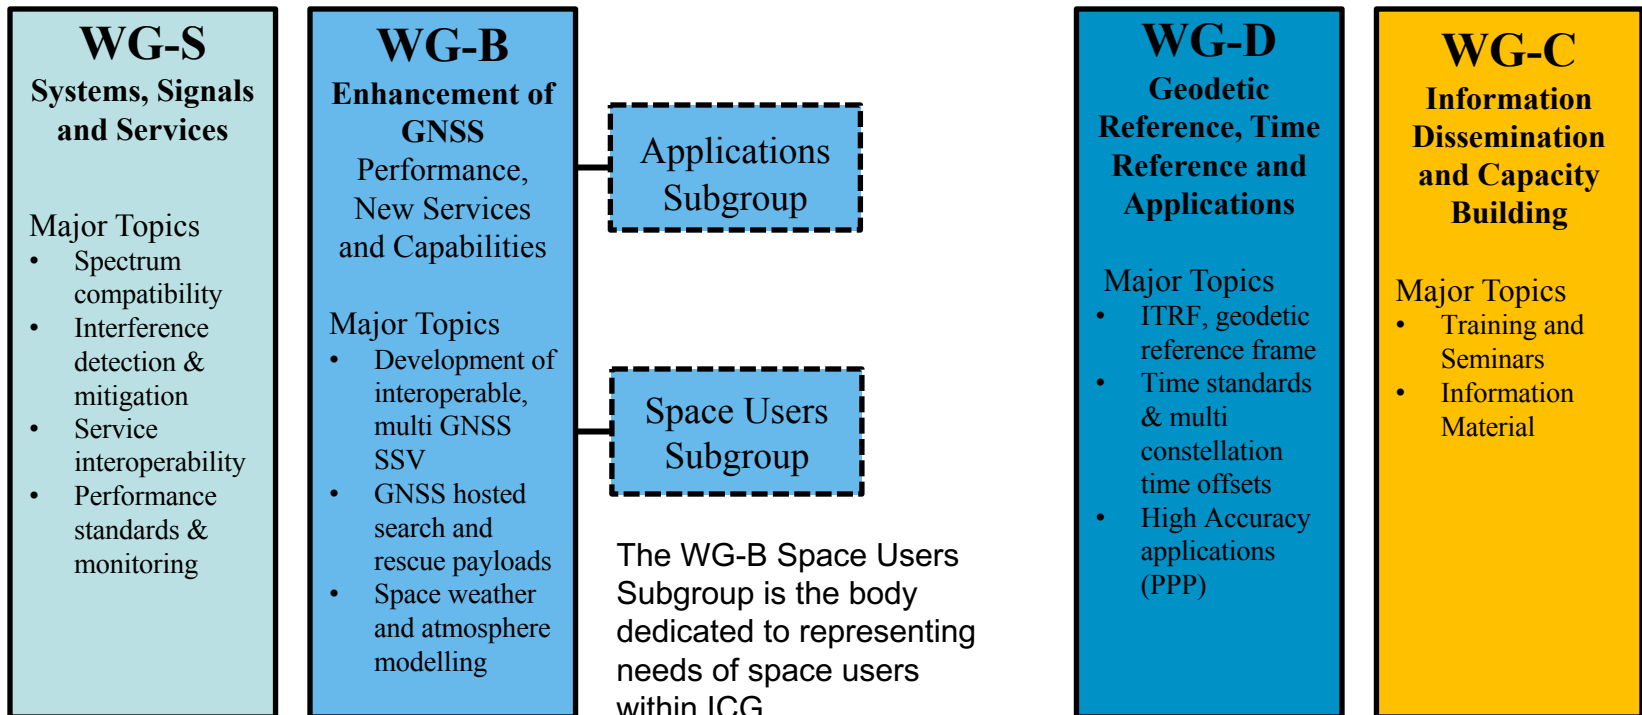 WG-S
Systems, Signals
and Services
Major Topics
• Spectrum
compatibility
• Interference
detection &
mitigation
• Service
interoperability
• Performance
standards &
monitoring
WG-B
Enhancement of
GNSS
Performance,
New Services
and Capabilities
Major Topics
• Development of
interoperable,
multi GNSS
SSV
• GNSS hosted
search and
rescue payloads
• Space weather
and atmosphere
modelling
Applications
Subgroup
Space Users
Subgroup
The WG-B Space Users
Subgroup is the body
dedicated to representing
needs of space users
within ICG
WG-D
Geodetic
Reference, Time
Reference and
Applications
Major Topics
• ITRF, geodetic
reference frame
• Time standards
& multi
constellation
time offsets
• High Accuracy
applications
(PPP)
WG-C
Information
Dissemination
and Capacity
Building
Major Topics
• Training and
Seminars
• Information
Material